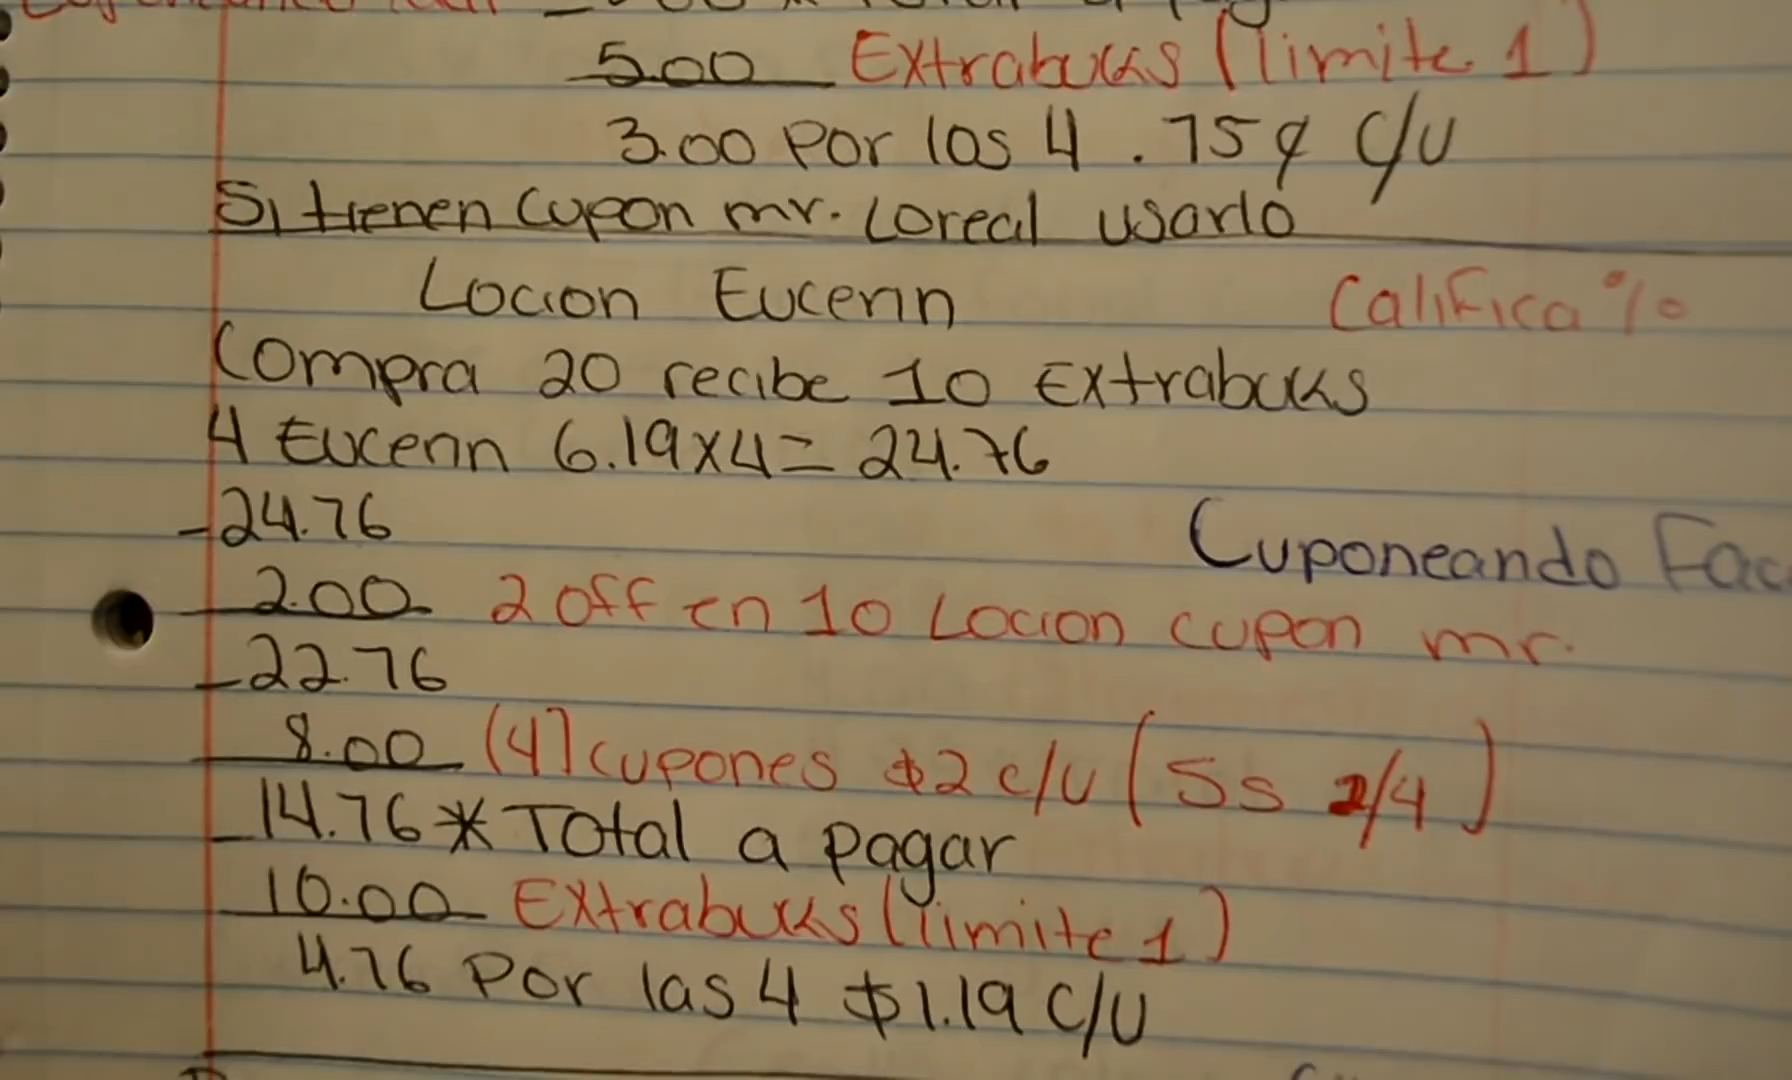 5.00 Extrabucks (limite 1)
3.00 Por los 4 . 75¢ c/u
Si tienen cupon mr. Loreal usarlo
Locion Eucerin Califica %
Compra 20 recibe 10 Extrabucks
4 Eucerin 6.19x4= 24.76
-24.76
Cuponeando Fac
2.00 2 off en 10 Locion cupon mr.
-22.76
8.00 (4) cupones $2 c/u (Ss 2/4)
-14.76 * Total a pagar
10.00 Extrabucks (limite 1)
4.76 Por las 4 $1.19 c/u